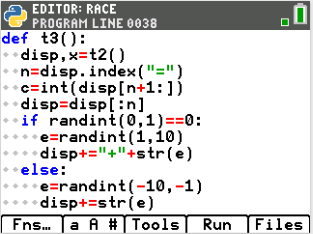 EDITOR: RACE
PROGRAM LINE 0038
def t3():
  disp,x=t2()
  n=disp.index("=")
  c=int(disp[n+1:])
  disp=disp[:n]
  if randint(0,1)==0:
    e=randint(1,10)
    disp+="+"+str(e)
  else:
    e=randint(-10,-1)
    disp+=str(e)
Fns… a A # Tools Run Files